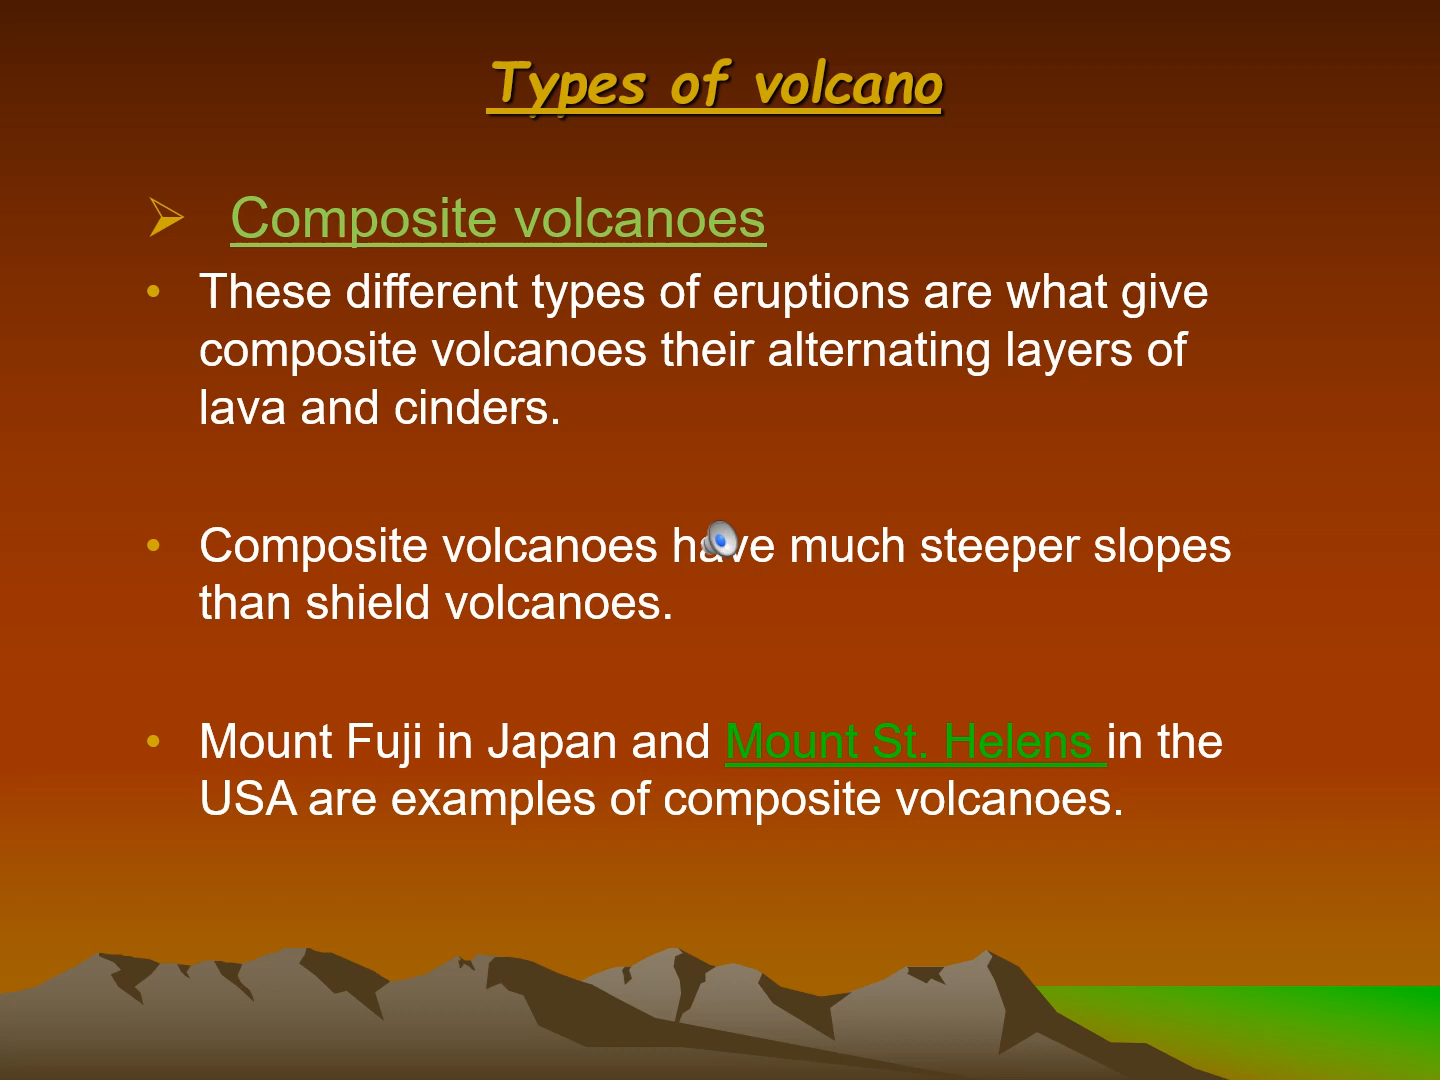 Types of volcano
Composite volcanoes
These different types of eruptions are what give
composite volcanoes their alternating layers of
lava and cinders.
Composite volcanoes have much steeper slopes
than shield volcanoes.
Mount Fuji in Japan and Mount St. Helens in the
USA are examples of composite volcanoes.